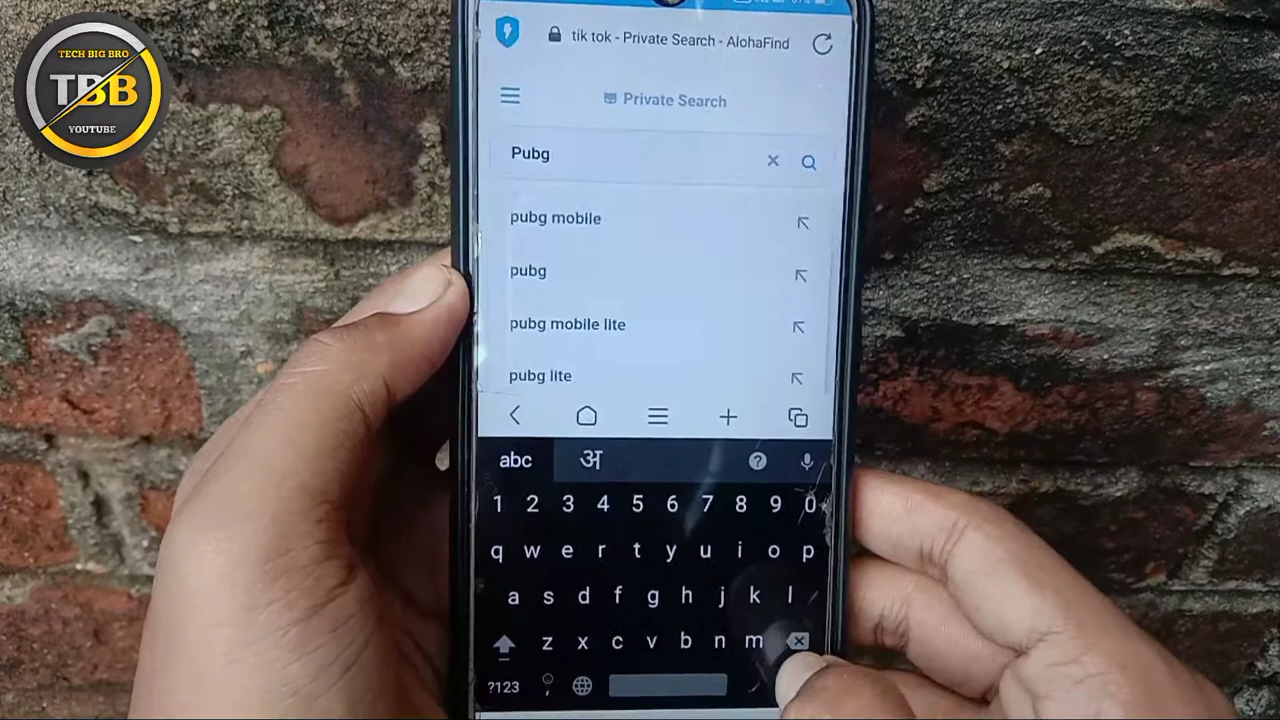 TECH BIG BRO
TBB
YOUTUBE
tik tok - Private Search - AlohaFind
Private Search
Pubg
pubg mobile
pubg
pubg mobile lite
pubg lite
abc अ ?
1 2 3 4 5 6 7 8 9 0
q w e r t y u i o p
a s d f g h j k l
z x c v b n m
?123 ,